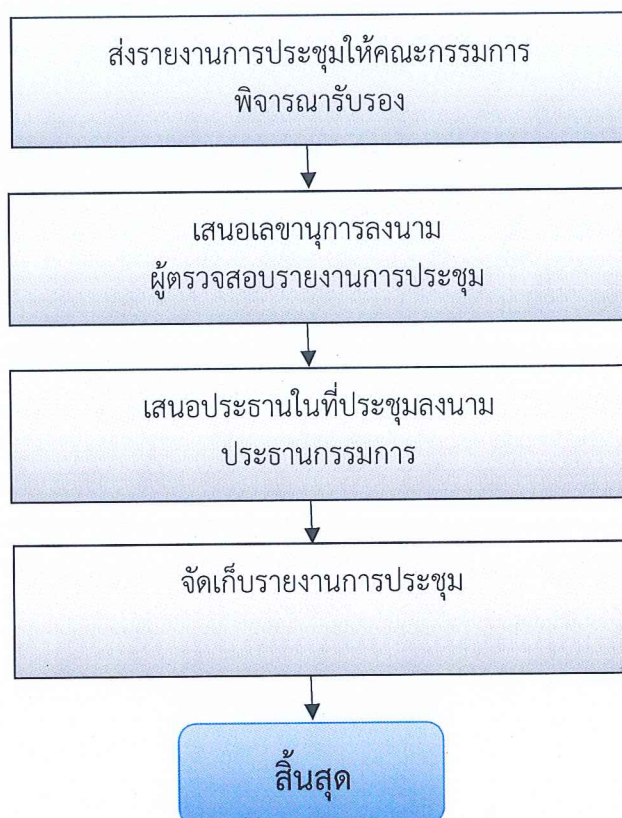 ส่งรายงานการประชุมให้คณะกรรมการ
พิจารณารับรอง
เสนอเลขานุการลงนาม
ผู้ตรวจสอบรายงานการประชุม
เสนอประธานในที่ประชุมลงนาม
ประธานกรรมการ
จัดเก็บรายงานการประชุม
สิ้นสุด